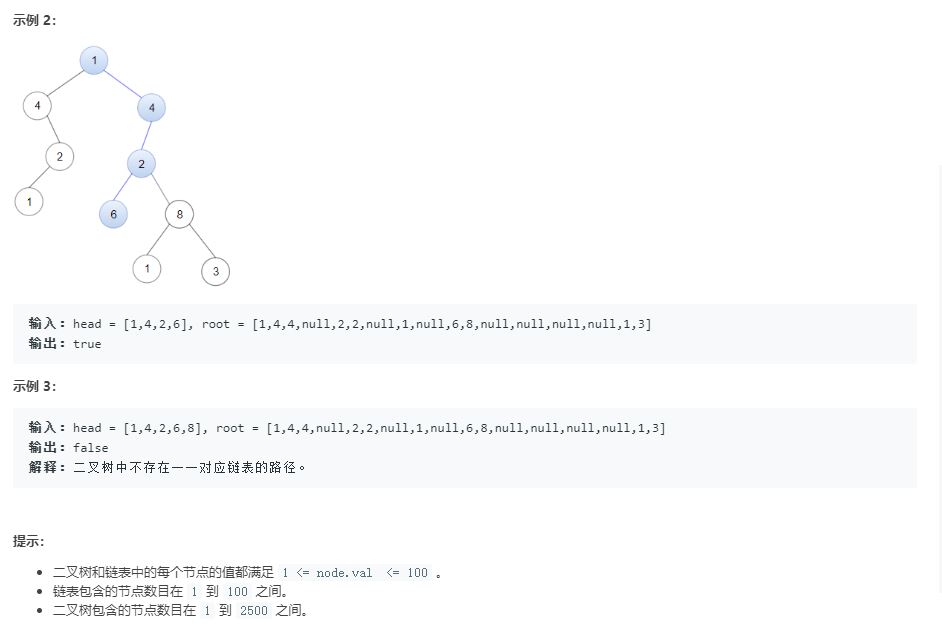 示例 2:
1
4
4
2
2
1
6
8
1
3
输入: head = [1,4,2,6], root = [1,4,4,null,2,2,null,1,null,6,8,null,null,null,null,1,3]
输出: true
示例 3:
输入: head = [1,4,2,6,8], root = [1,4,4,null,2,2,null,1,null,6,8,null,null,null,null,1,3]
输出: false
解释: 二叉树中不存在一一对应链表的路径。
提示:
• 二叉树和链表中的每个节点的值都满足 1 <= node.val <= 100 。
• 链表包含的节点数目在 1 到 100 之间。
• 二叉树包含的节点数目在 1 到 2500 之间。